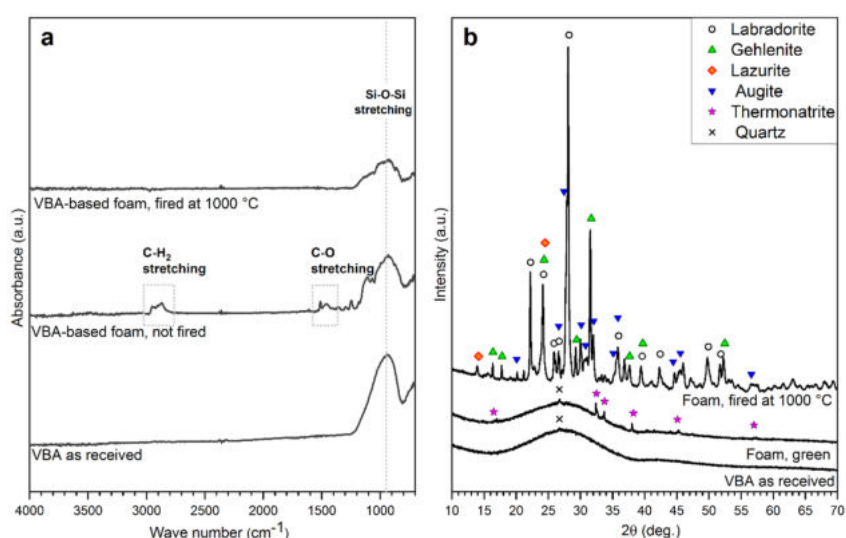 a
Si-O-Si
stretching
VBA-based foam, fired at 1000 °C
C-H₂
stretching
C-O
stretching
VBA-based foam, not fired
VBA as received
Absorbance (a.u.)
4000 3500 3000 2500 2000 1500 1000
Wave number (cm⁻¹)
b
Labradorite
Gehlenite
Lazurite
Augite
Thermonatrite
Quartz
Foam, fired at 1000 °C
Foam, green
VBA as received
Intensity (a.u.)
10 15 20 25 30 35 40 45 50 55 60 65 70
2θ (deg.)